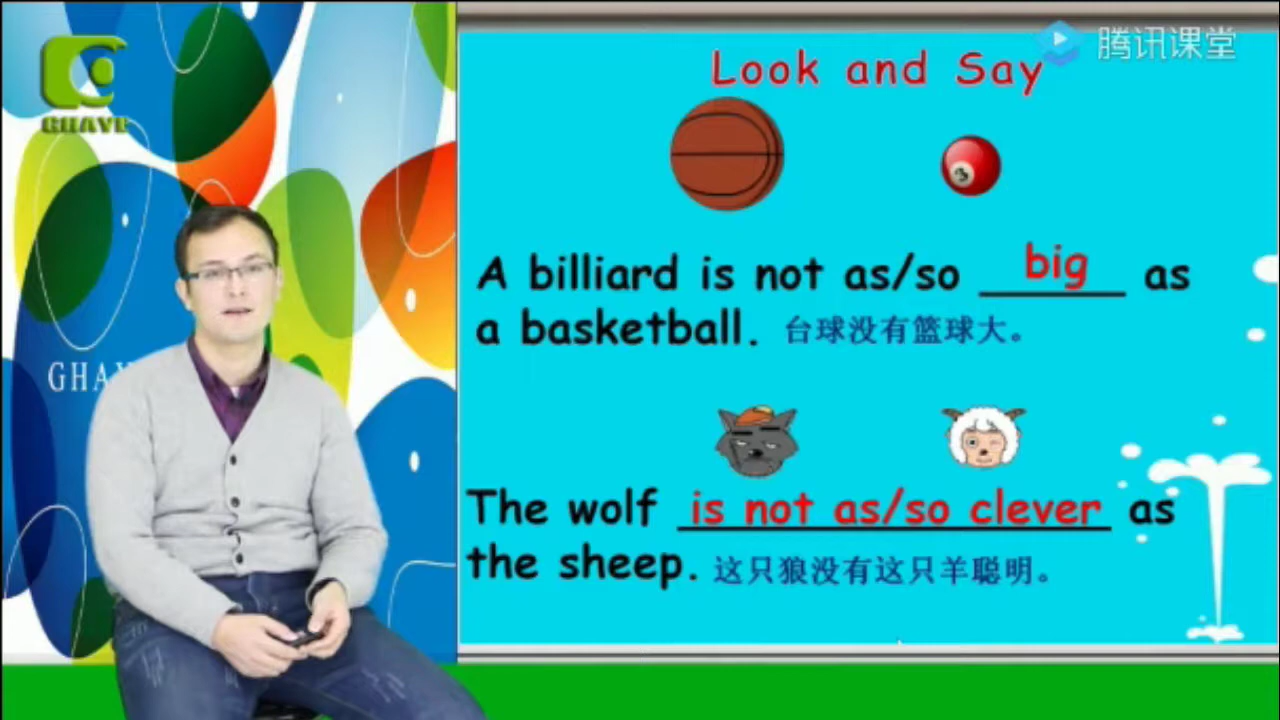 腾讯课堂
Look and Say
3
A billiard is not as/so big as
a basketball. 台球没有篮球大。
GHAY
The wolf is not as/so clever as
the sheep. 这只狼没有这只羊聪明。